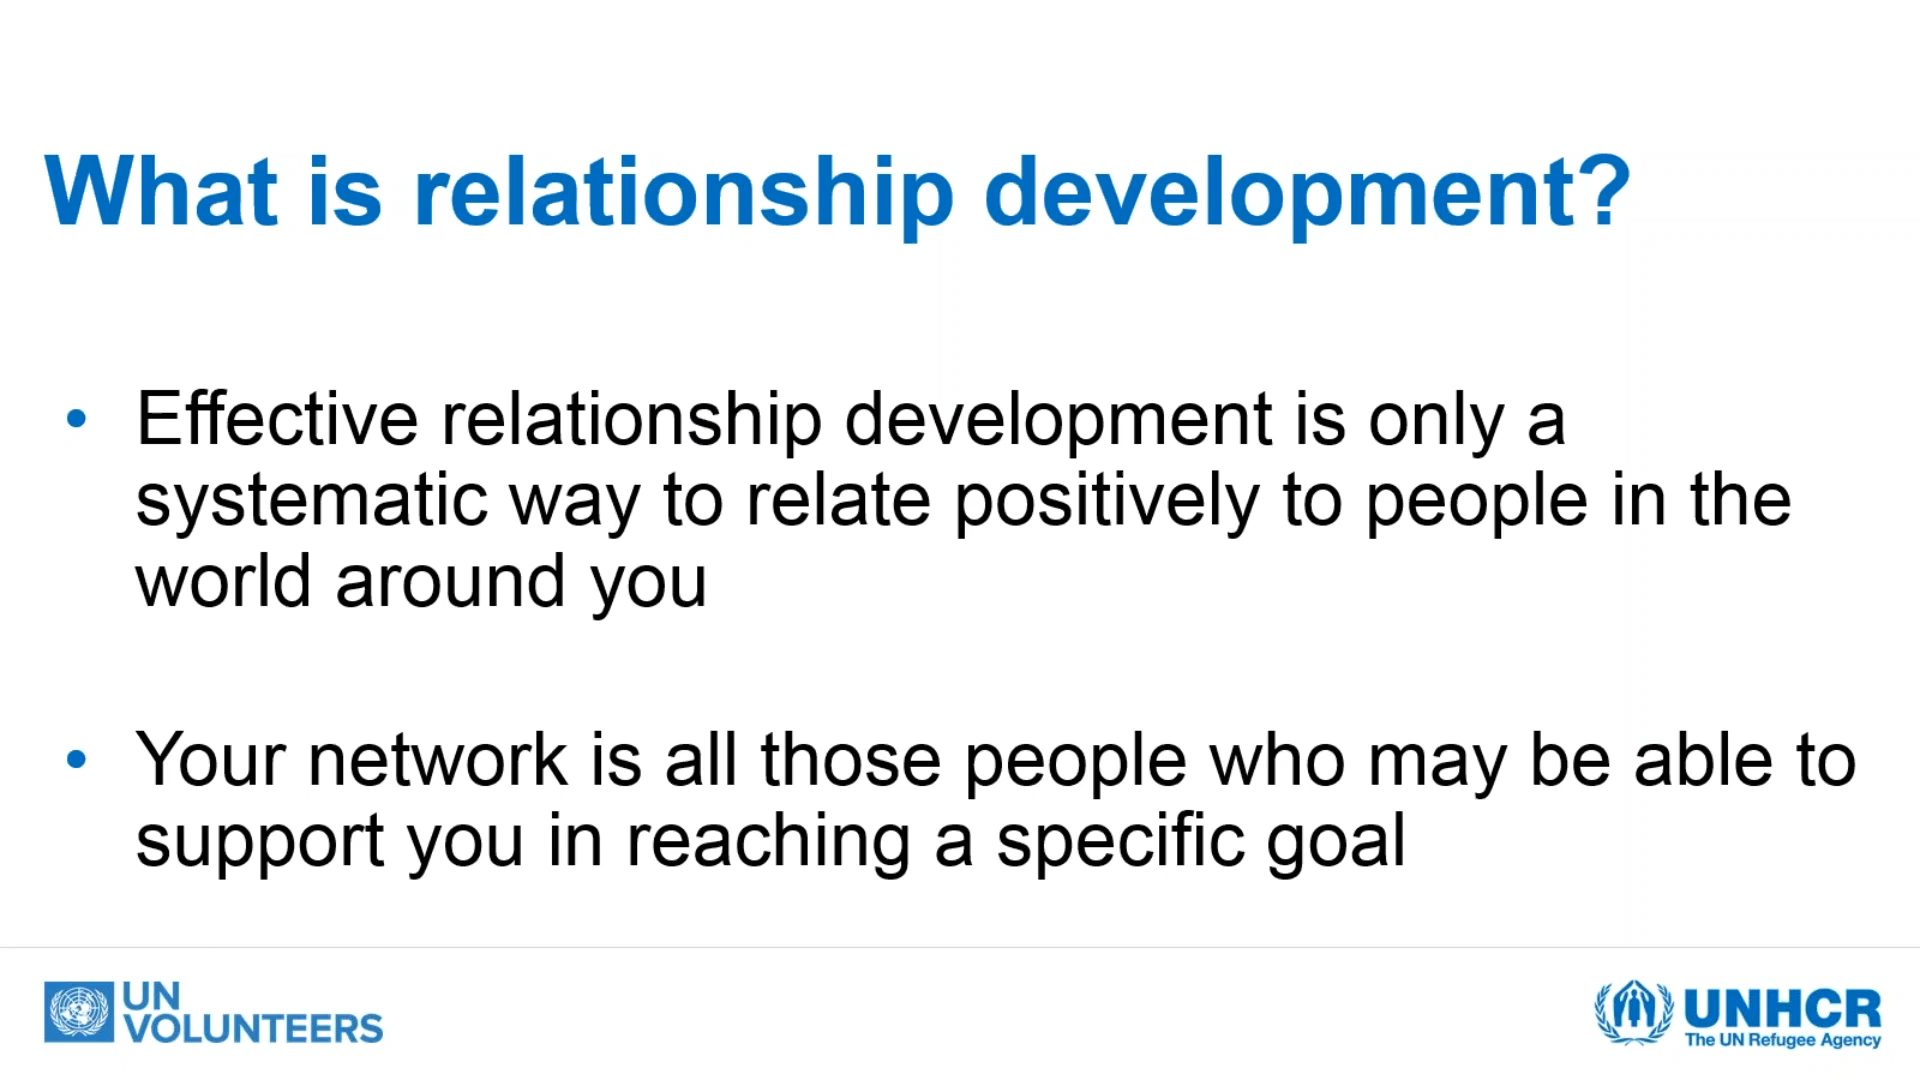 What is relationship development?
• Effective relationship development is only a
systematic way to relate positively to people in the
world around you
• Your network is all those people who may be able to
support you in reaching a specific goal
UN
VOLUNTEERS
UNHCR
The UN Refugee Agency